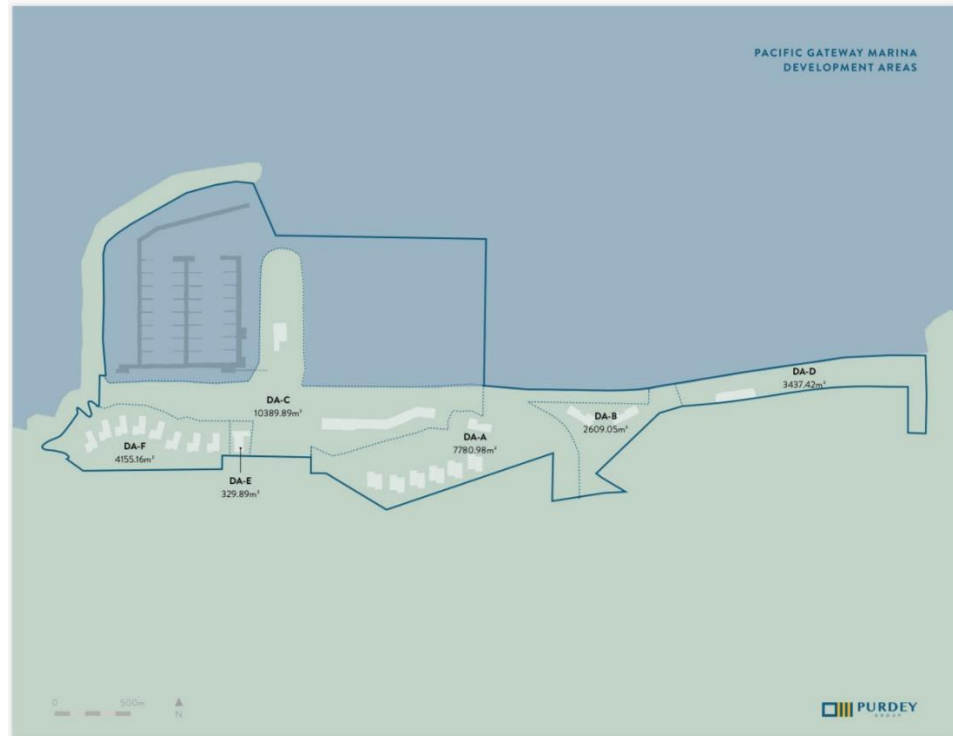 PACIFIC GATEWAY MARINA
DEVELOPMENT AREAS
DA-D
3437.42m²
DA-C
10389.89m²
DA-B
2609.05m²
DA-A
7780.98m²
DA-F
4155.16m²
DA-E
329.89m²
0 500m
N
PURDEY
GROUP